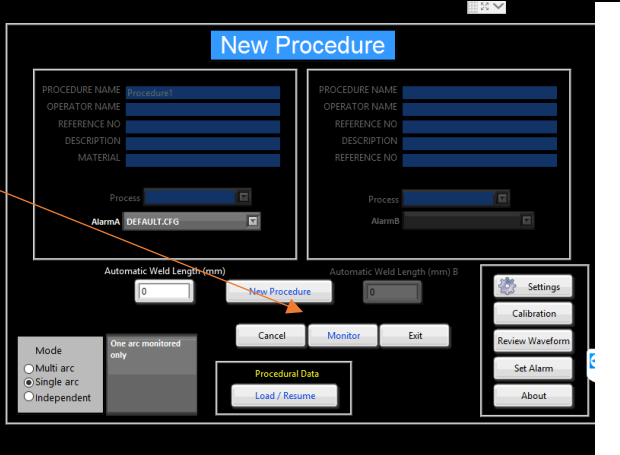 New Procedure
PROCEDURE NAME Procedure1
OPERATOR NAME
REFERENCE NO
DESCRIPTION
MATERIAL
Process
AlarmA DEFAULT.CFG
PROCEDURE NAME
OPERATOR NAME
REFERENCE NO
DESCRIPTION
REFERENCE NO
Process
AlarmB
Automatic Weld Length (mm)
0
New Procedure
Automatic Weld Length (mm) B
0
Cancel
Monitor
Exit
Mode
Multi arc
Single arc
Independent
One arc monitored
only
Procedural Data
Load / Resume
Settings
Calibration
Review Waveform
Set Alarm
About